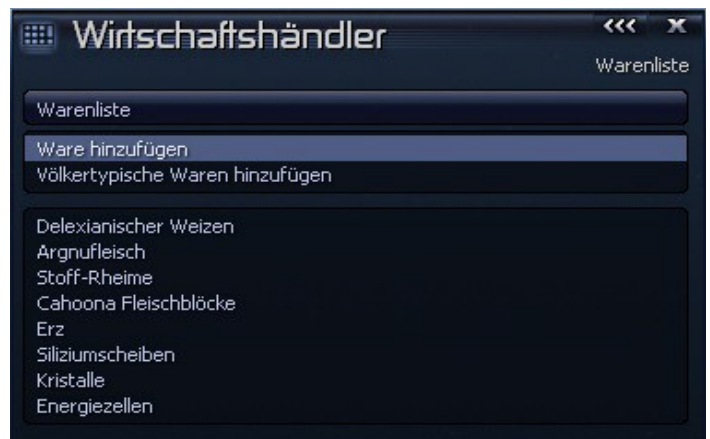 Wirtschaftshändler
<<< X
Warenliste
Warenliste
Ware hinzufügen
Völkertypische Waren hinzufügen
Delexianischer Weizen
Argnufleisch
Stoff-Rheime
Cahoona Fleischblöcke
Erz
Siliziumscheiben
Kristalle
Energiezellen